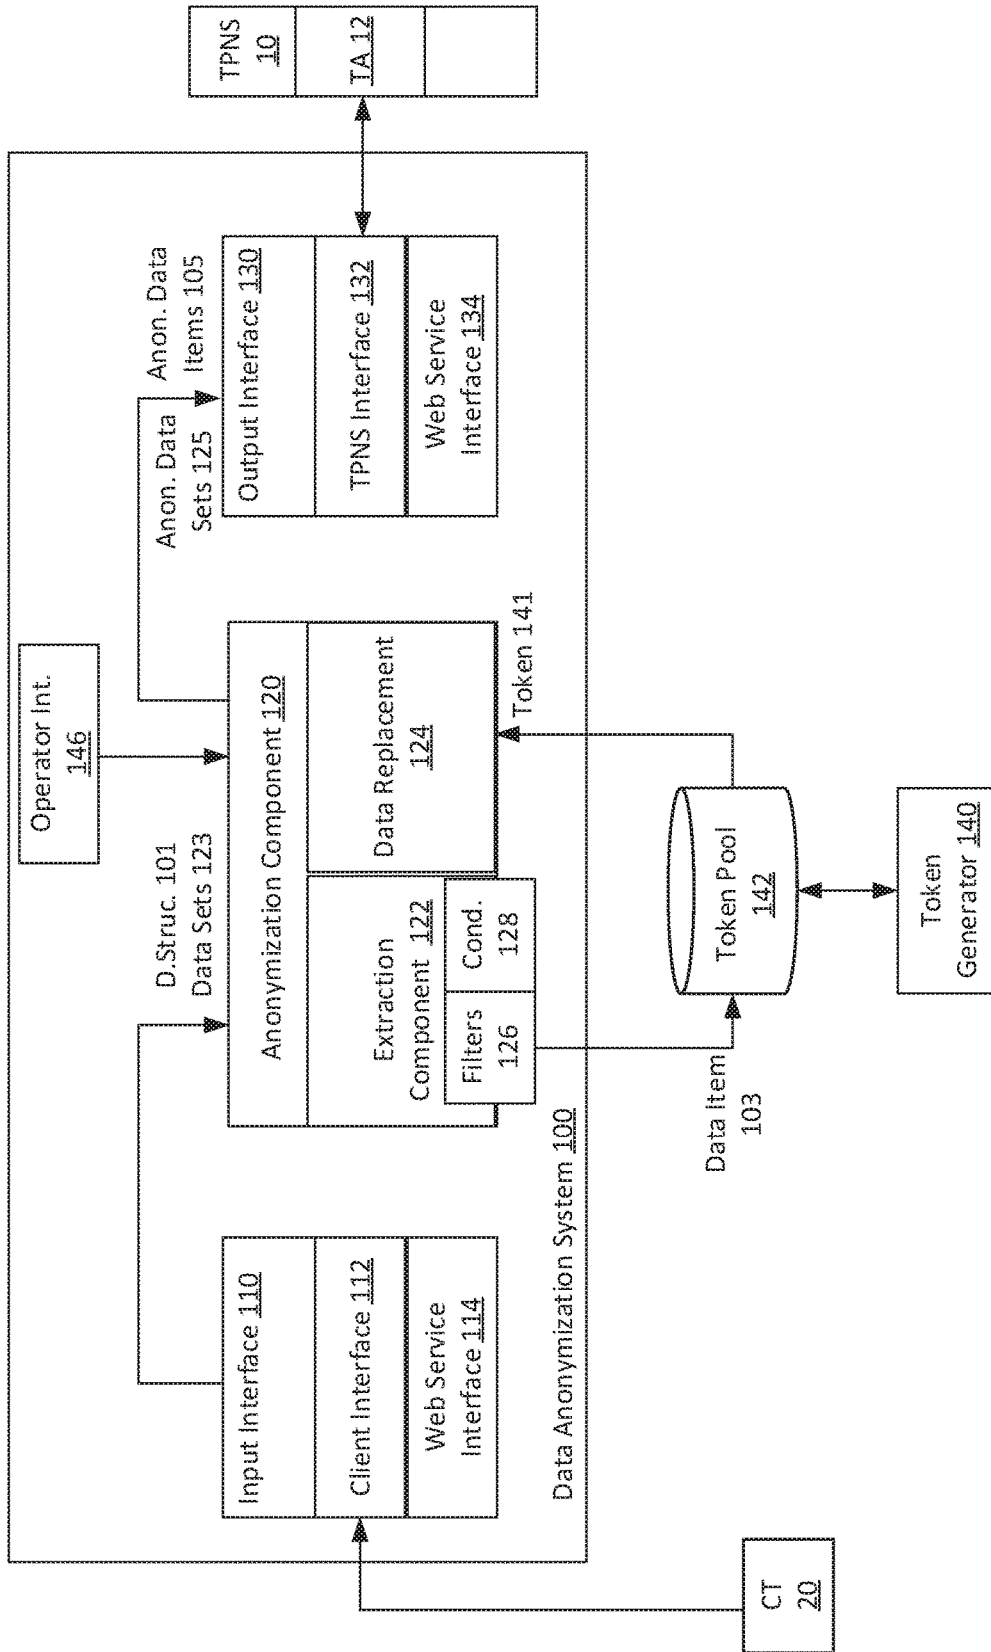 CT
20
Input Interface 110
Client Interface 112
Web Service
Interface 114
D.Struc. 101
Data Sets 123
Operator Int.
146
Anonymization Component 120
Extraction
Component 122
Filters
126
Cond.
128
Data Replacement
124
Anon. Data
Sets 125
Anon. Data
Items 105
Output Interface 130
TPNS Interface 132
Web Service
Interface 134
TPNS
10
TA 12
Data Anonymization System 100
Data Item
103
Token 141
Token Pool
142
Token
Generator 140